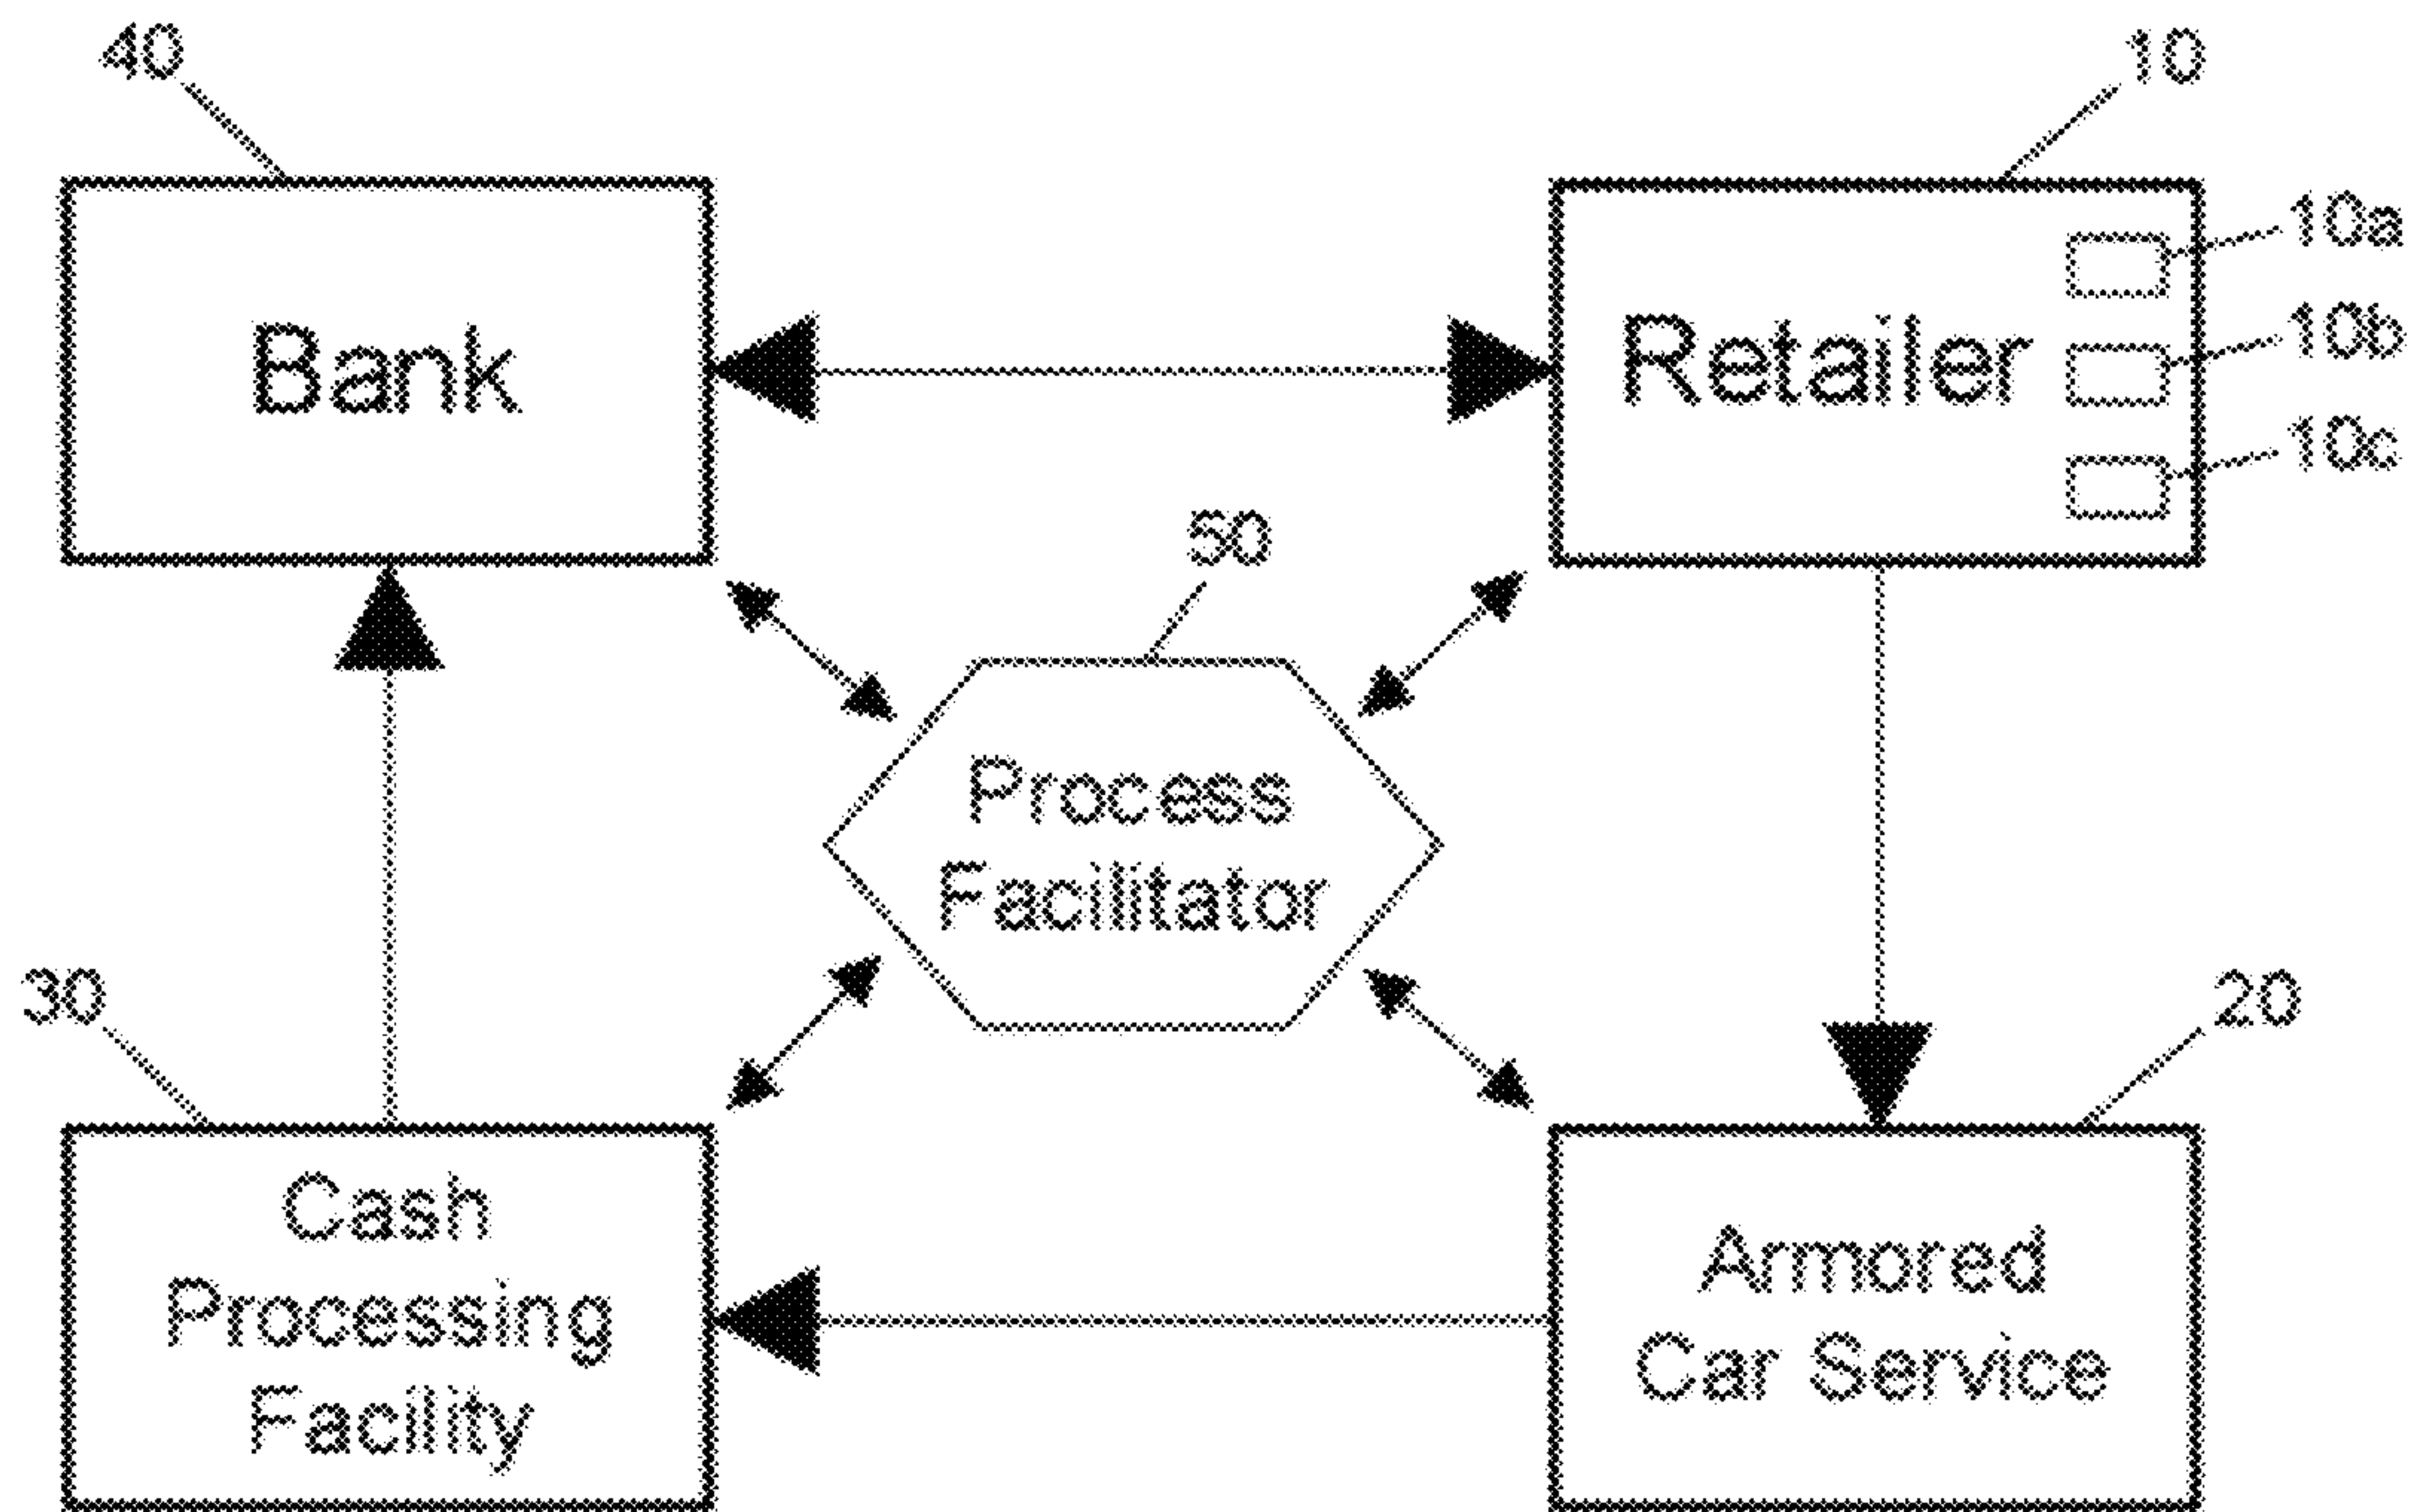 40
10
10a
Bank
Retailer
10b
10c
50
Process
Facilitator
30
20
Cash
Processing
Facility
Armored
Car Service